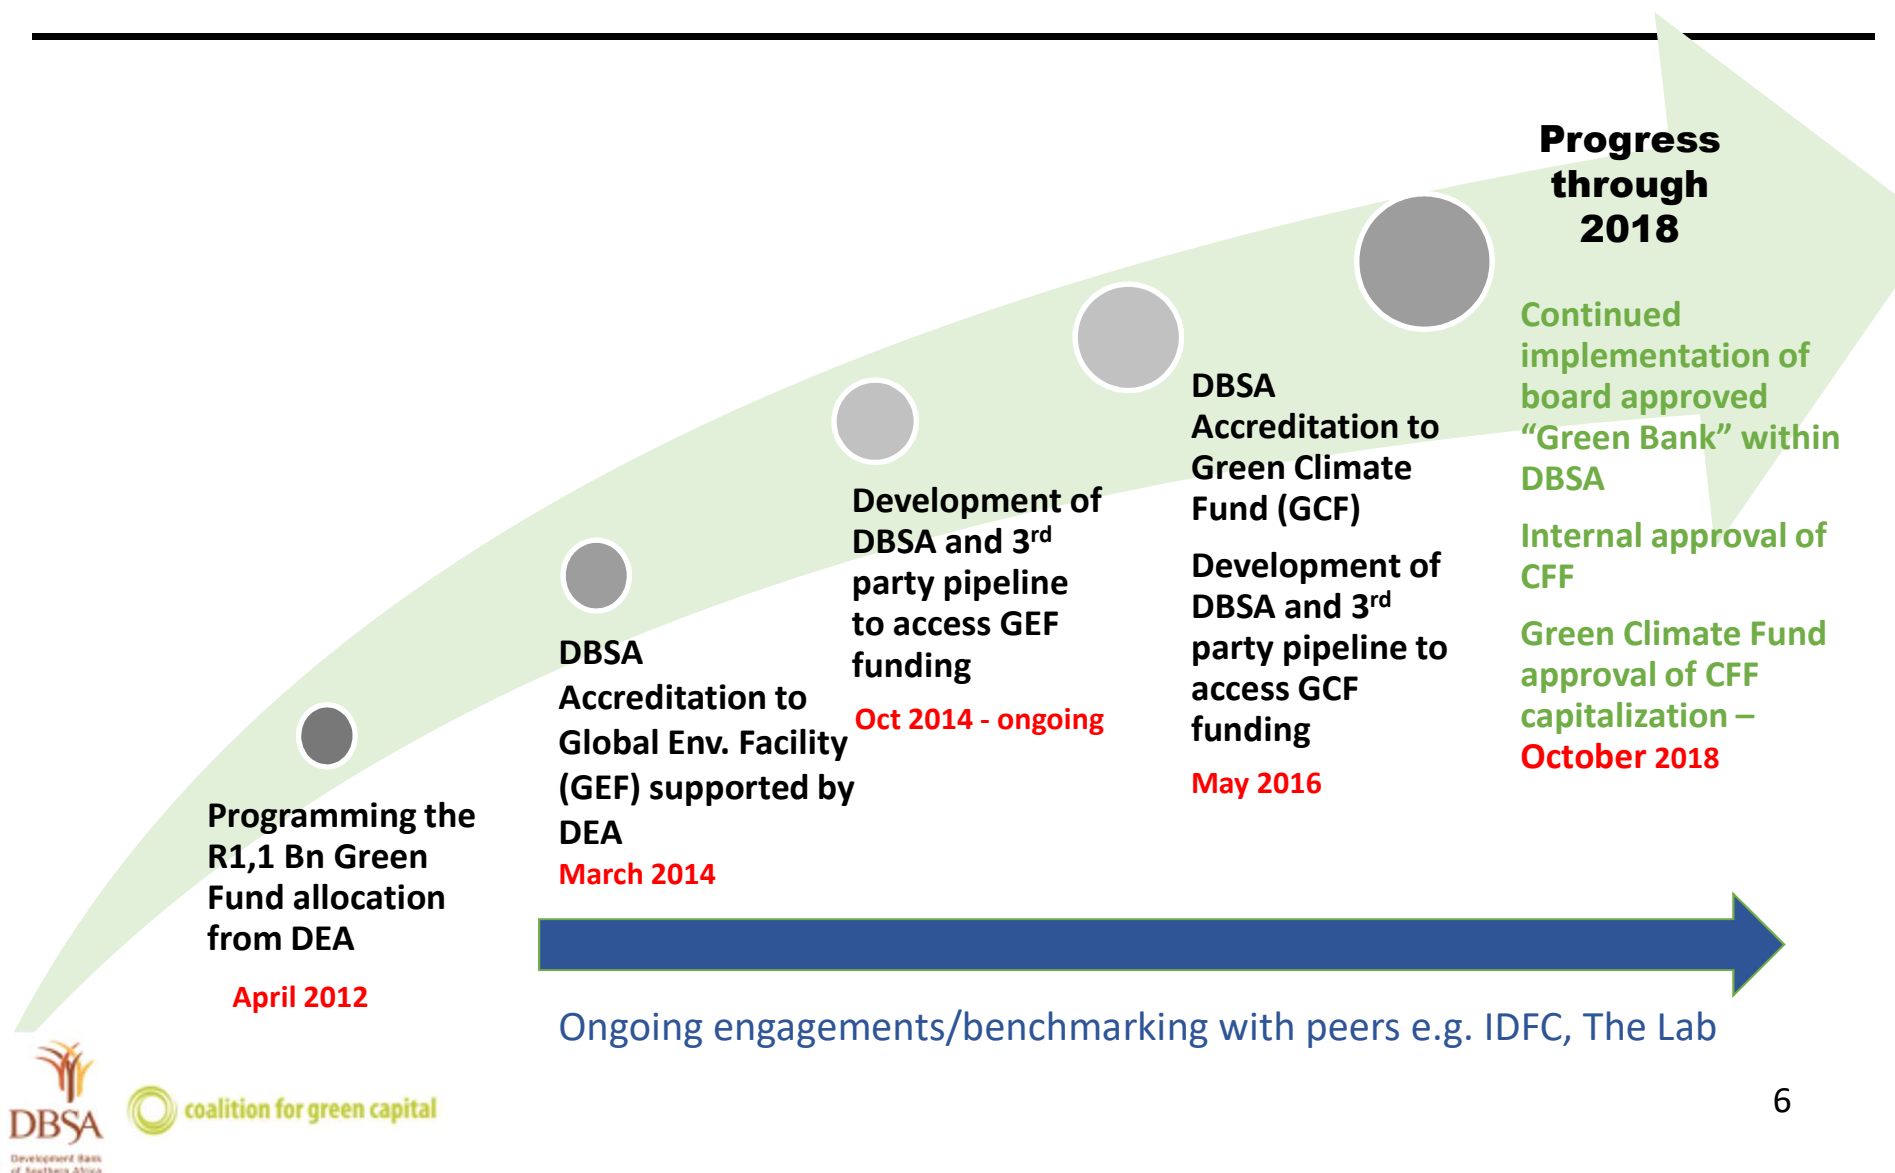 Progress
through
2018
Continued
implementation of
board approved
“Green Bank” within
DBSA
Internal approval of
CFF
Green Climate Fund
approval of CFF
capitalization –
October 2018
DBSA
Accreditation to
Green Climate
Fund (GCF)
Development of
DBSA and 3rd
party pipeline to
access GCF
funding
May 2016
Development of
DBSA and 3rd
party pipeline
to access GEF
funding
Oct 2014 - ongoing
DBSA
Accreditation to
Global Env. Facility
(GEF) supported by
DEA
March 2014
Programming the
R1,1 Bn Green
Fund allocation
from DEA
April 2012
Ongoing engagements/benchmarking with peers e.g. IDFC, The Lab
DBSA
Development Bank
of Southern Africa
coalition for green capital
6